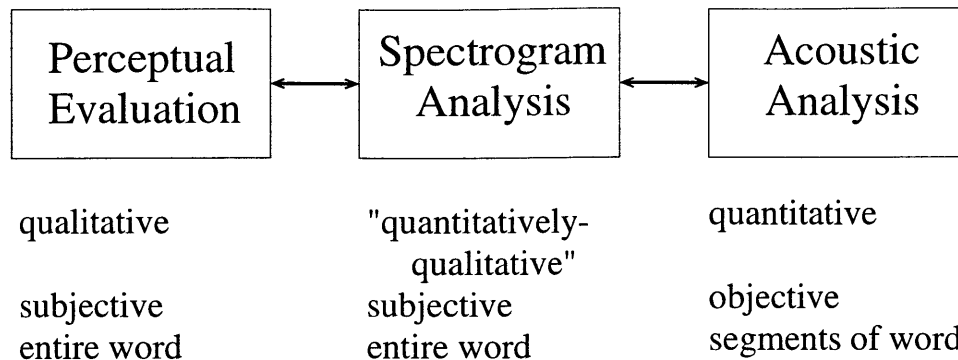 Perceptual
Evaluation
Spectrogram
Analysis
Acoustic
Analysis
qualitative
subjective
entire word
"quantitatively-
qualitative"
subjective
entire word
quantitative
objective
segments of word